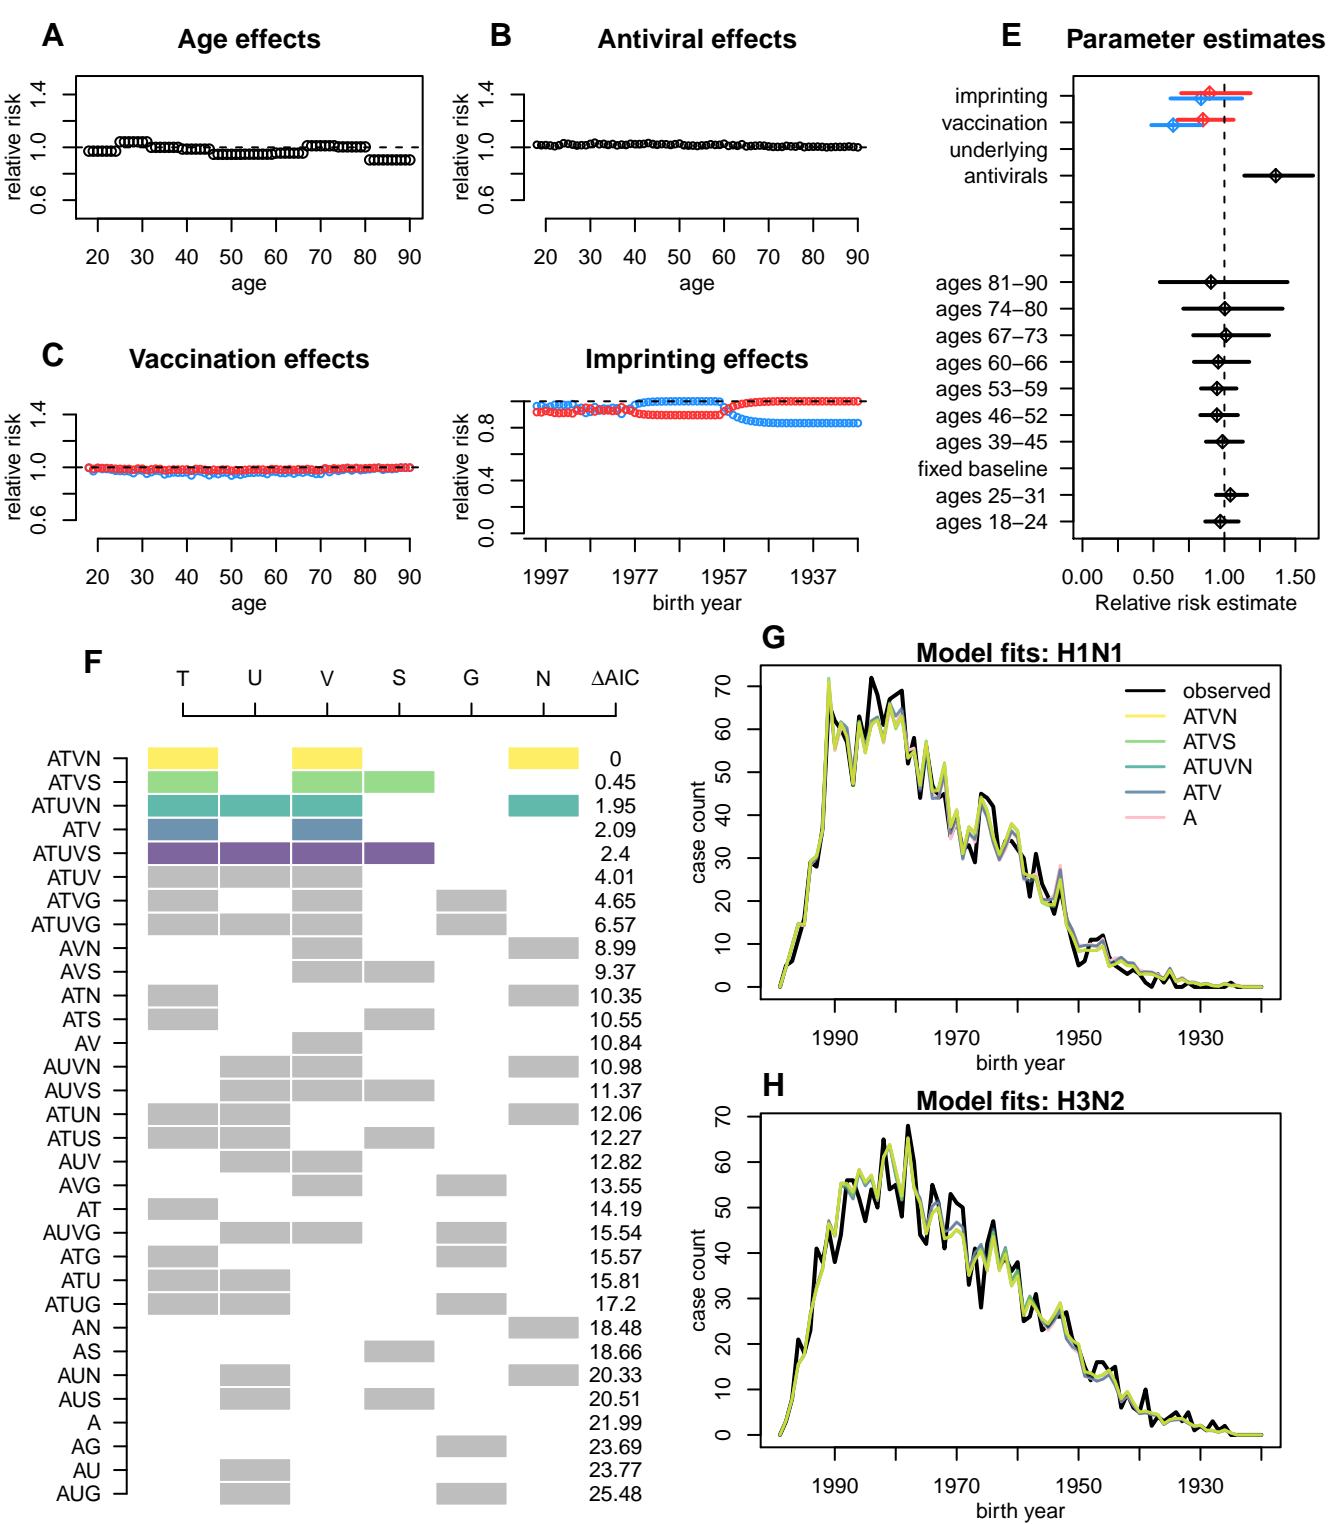 A Age effects
relative risk
0.6 1.0 1.4
20 30 40 50 60 70 80 90
age
B Antiviral effects
relative risk
0.6 1.0 1.4
20 30 40 50 60 70 80 90
age
C Vaccination effects
relative risk
0.6 1.0 1.4
20 30 40 50 60 70 80 90
age
Imprinting effects
relative risk
0.0 0.4 0.8
1997 1977 1957 1937
birth year
E Parameter estimates
imprinting
vaccination
underlying
antivirals
ages 81−90
ages 74−80
ages 67−73
ages 60−66
ages 53−59
ages 46−52
ages 39−45
fixed baseline
ages 25−31
ages 18−24
0.00 0.50 1.00 1.50
Relative risk estimate
F
T U V S G N ΔAIC
ATVN 0
ATVS 0.45
ATUVN 1.95
ATV 2.09
ATUVS 2.4
ATUV 4.01
ATVG 4.65
ATUVG 6.57
AVN 8.99
AVS 9.37
ATN 10.35
ATS 10.55
AV 10.84
AUVN 10.98
AUVS 11.37
ATUN 12.06
ATUS 12.27
AUV 12.82
AVG 13.55
AT 14.19
AUVG 15.54
ATG 15.57
ATU 15.81
ATUG 17.2
AN 18.48
AS 18.66
AUN 20.33
AUS 20.51
A 21.99
AG 23.69
AU 23.77
AUG 25.48
G Model fits: H1N1
case count
0 10 20 30 40 50 60 70
observed
ATVN
ATVS
ATUVN
ATV
A
1990 1970 1950 1930
birth year
H Model fits: H3N2
case count
0 10 20 30 40 50 60 70
1990 1970 1950 1930
birth year